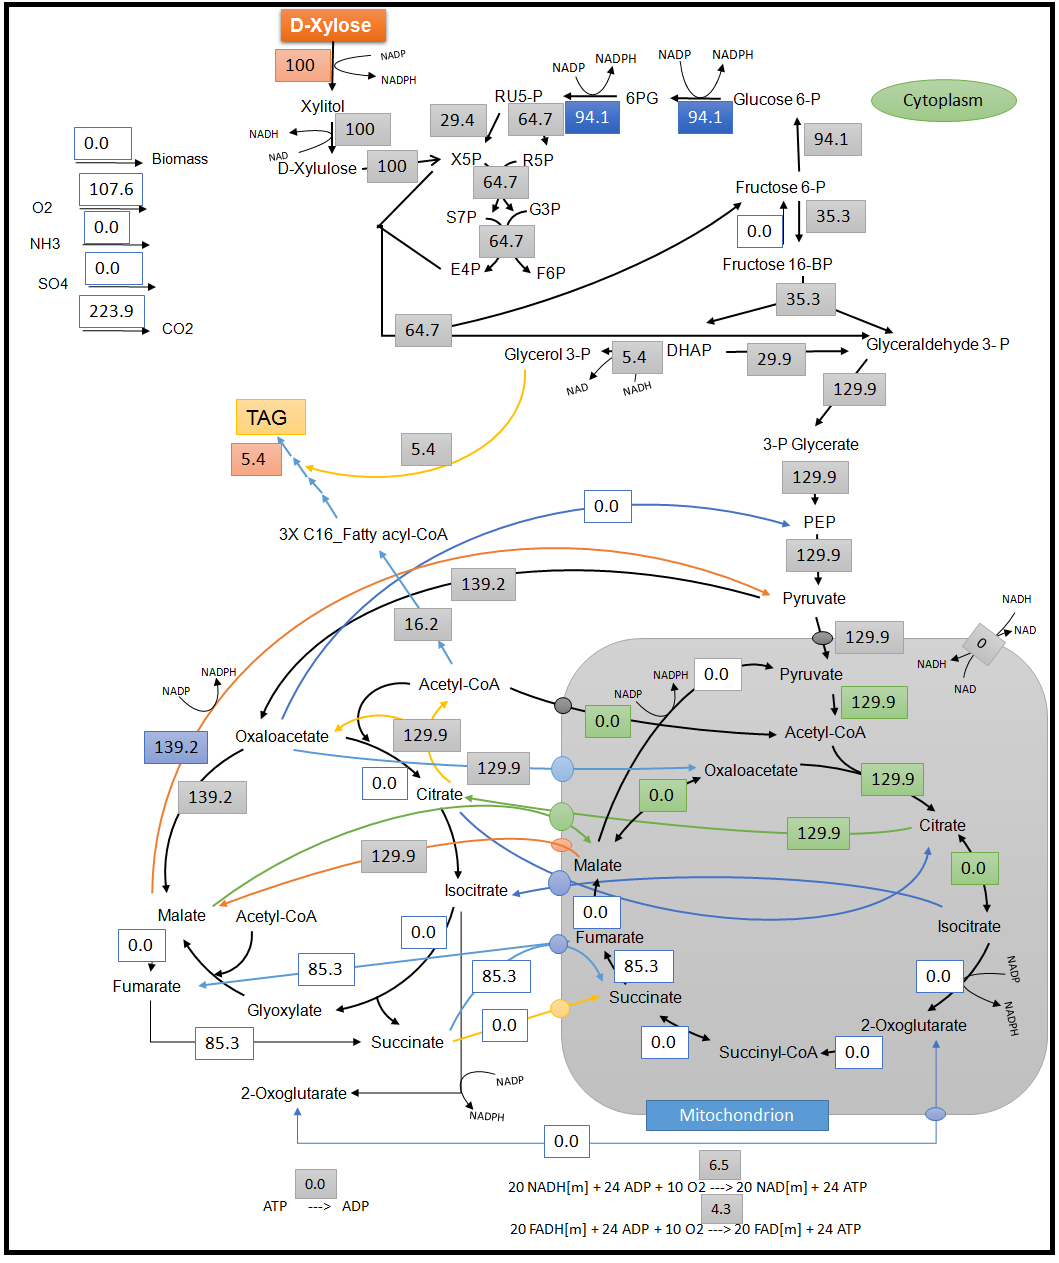 D-Xylose
100
NADP
NADPH
Xylitol
NADH
100
NAD
D-Xylulose
100
0.0
Biomass
107.6
O2
0.0
NH3
0.0
SO4
223.9
CO2
NADP
NADPH
NADP
NADPH
RU5-P
6PG
Glucose 6-P
Cytoplasm
29.4
64.7
94.1
94.1
94.1
X5P
R5P
64.7
S7P
G3P
64.7
E4P
F6P
Fructose 6-P
0.0
35.3
Fructose 16-BP
35.3
64.7
Glyceraldehyde 3- P
Glycerol 3-P
5.4
DHAP
29.9
NAD
NADH
129.9
TAG
5.4
5.4
3-P Glycerate
129.9
0.0
PEP
3X C16_Fatty acyl-CoA
129.9
139.2
Pyruvate
16.2
129.9
NADH
NAD
0
NADH
NAD
NADPH
NADP
Acetyl-CoA
NADPH
NADP
0.0
Pyruvate
129.9
0.0
Acetyl-CoA
Oxaloacetate
129.9
139.2
0.0
129.9
Oxaloacetate
129.9
139.2
Citrate
0.0
129.9
Citrate
129.9
Malate
0.0
Isocitrate
Malate
Acetyl-CoA
0.0
0.0
0.0
Fumarate
Isocitrate
Fumarate
85.3
85.3
85.3
0.0
NADP
NADPH
Glyoxylate
Succinate
0.0
Succinate
85.3
2-Oxoglutarate
0.0
Succinyl-CoA
0.0
NADP
NADPH
2-Oxoglutarate
Mitochondrion
0.0
0.0
ATP ---> ADP
6.5
20 NADH[m] + 24 ADP + 10 O2 ---> 20 NAD[m] + 24 ATP
4.3
20 FADH[m] + 24 ADP + 10 O2 ---> 20 FAD[m] + 24 ATP